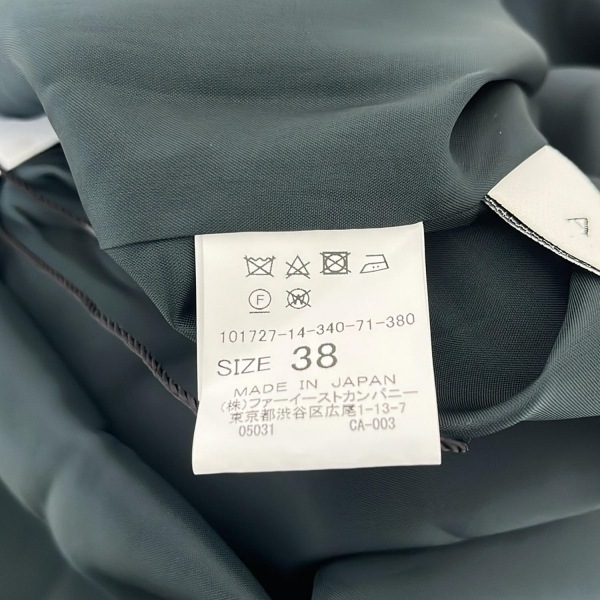 F W
101727-14-340-71-380
SIZE 38
MADE IN JAPAN
(株)ファーイーストカンパニー
東京都渋谷区広尾1-13-7
05031 CA-003